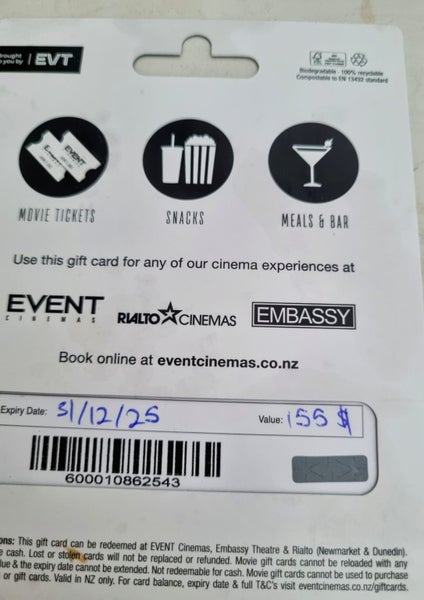 brought
to you by EVT
Biodegradable · 100% recyclable
Compostable to EN 13432 standard
EVENT
MOVIE TICKETS
SNACKS
MEALS & BAR
Use this gift card for any of our cinema experiences at
EVENT
CINEMAS
RIALTO CINEMAS
EMBASSY
Book online at eventcinemas.co.nz
Expiry Date: 31/12/25
Value: 155 $
600010862543
ons: This gift card can be redeemed at EVENT Cinemas, Embassy Theatre & Rialto (Newmarket & Dunedin).
e cash. Lost or stolen cards will not be replaced or refunded. Movie gift cards cannot be reloaded with any
lue & the expiry date cannot be extended. Not redeemable for cash. Movie gift cards cannot be used to purchase
or gift cards. Valid in NZ only. For card balance, expiry date & full T&C's visit eventcinemas.co.nz/giftcards.